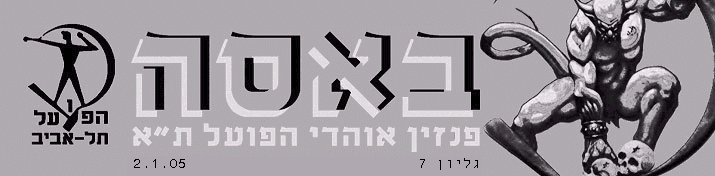 באסה
פנזין אוהדי הפועל ת"א
גליון 7
2.1.05
הפועל
תל-אביב